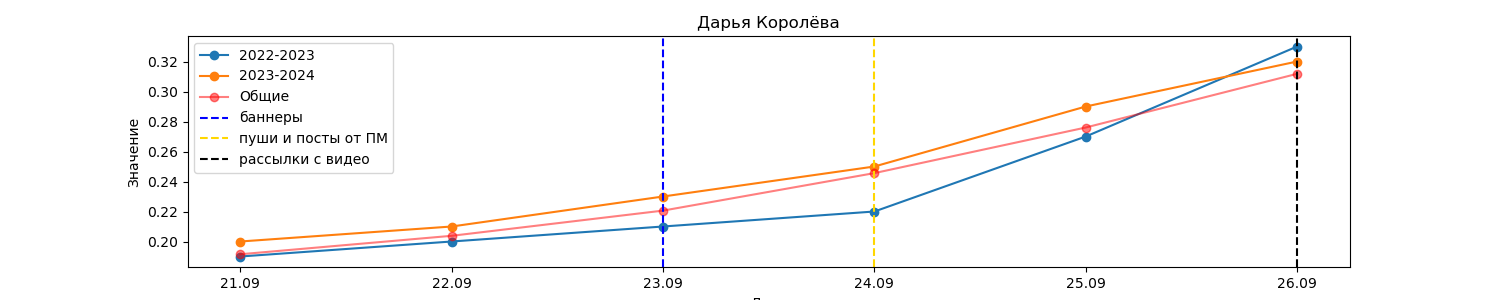 Дарья Королёва
2022-2023
2023-2024
Общие
баннеры
пуши и посты от ПМ
рассылки с видео
Значение
0.32
0.30
0.28
0.26
0.24
0.22
0.20
21.09 22.09 23.09 24.09 25.09 26.09